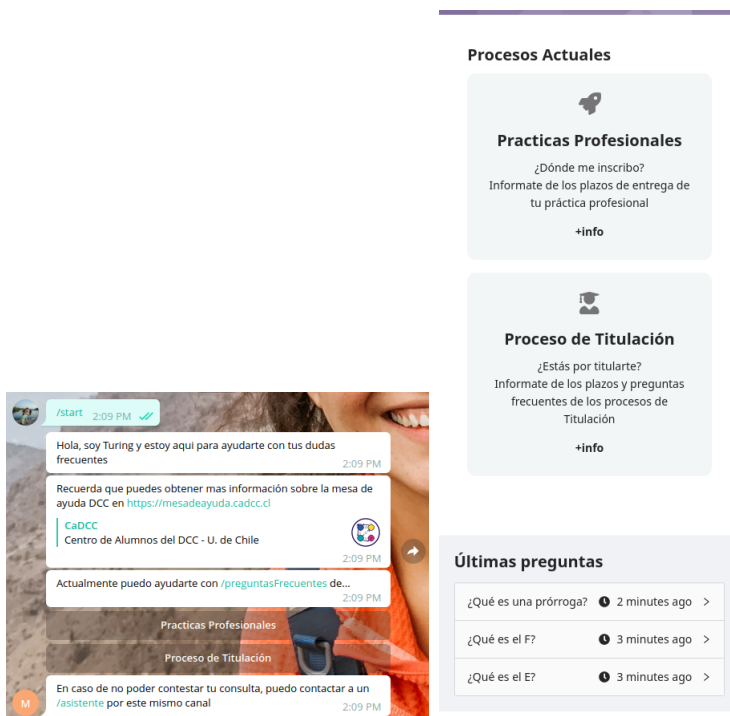 /start 2:09 PM
Hola, soy Turing y estoy aqui para ayudarte con tus dudas
frecuentes
2:09 PM
Recuerda que puedes obtener mas información sobre la mesa de
ayuda DCC en https://mesadeayuda.cadcc.cl
CaDCC
Centro de Alumnos del DCC - U. de Chile
2:09 PM
Actualmente puedo ayudarte con /preguntasFrecuentes de...
2:09 PM
Practicas Profesionales
Proceso de Titulación
En caso de no poder contestar tu consulta, puedo contactar a un
/asistente por este mismo canal
2:09 PM
M
Procesos Actuales
Practicas Profesionales
¿Dónde me inscribo?
Informate de los plazos de entrega de
tu práctica profesional
+info
Proceso de Titulación
¿Estás por titularte?
Informate de los plazos y preguntas
frecuentes de los procesos de
Titulación
+info
Últimas preguntas
¿Qué es una prórroga? 2 minutes ago
¿Qué es el F? 3 minutes ago
¿Qué es el E? 3 minutes ago